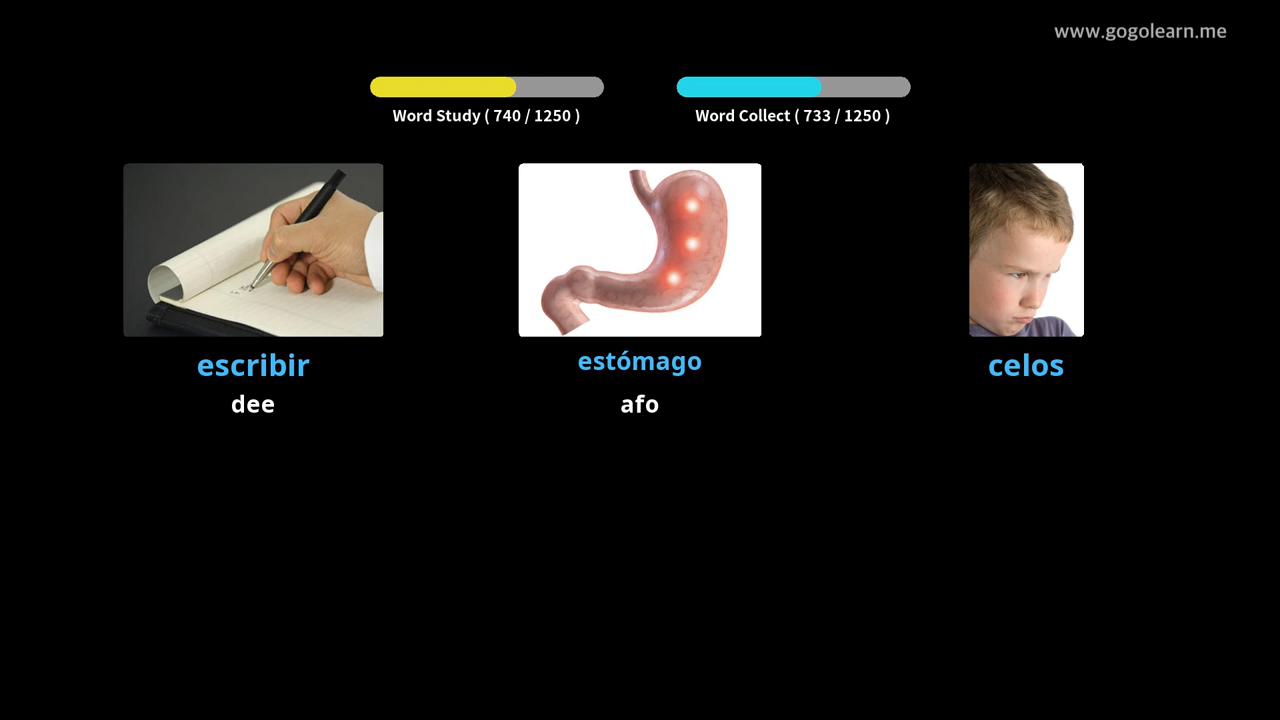 www.gogolearn.me
Word Study ( 740 / 1250 )
Word Collect ( 733 / 1250 )
escribir
estómago
celos
dee
afo